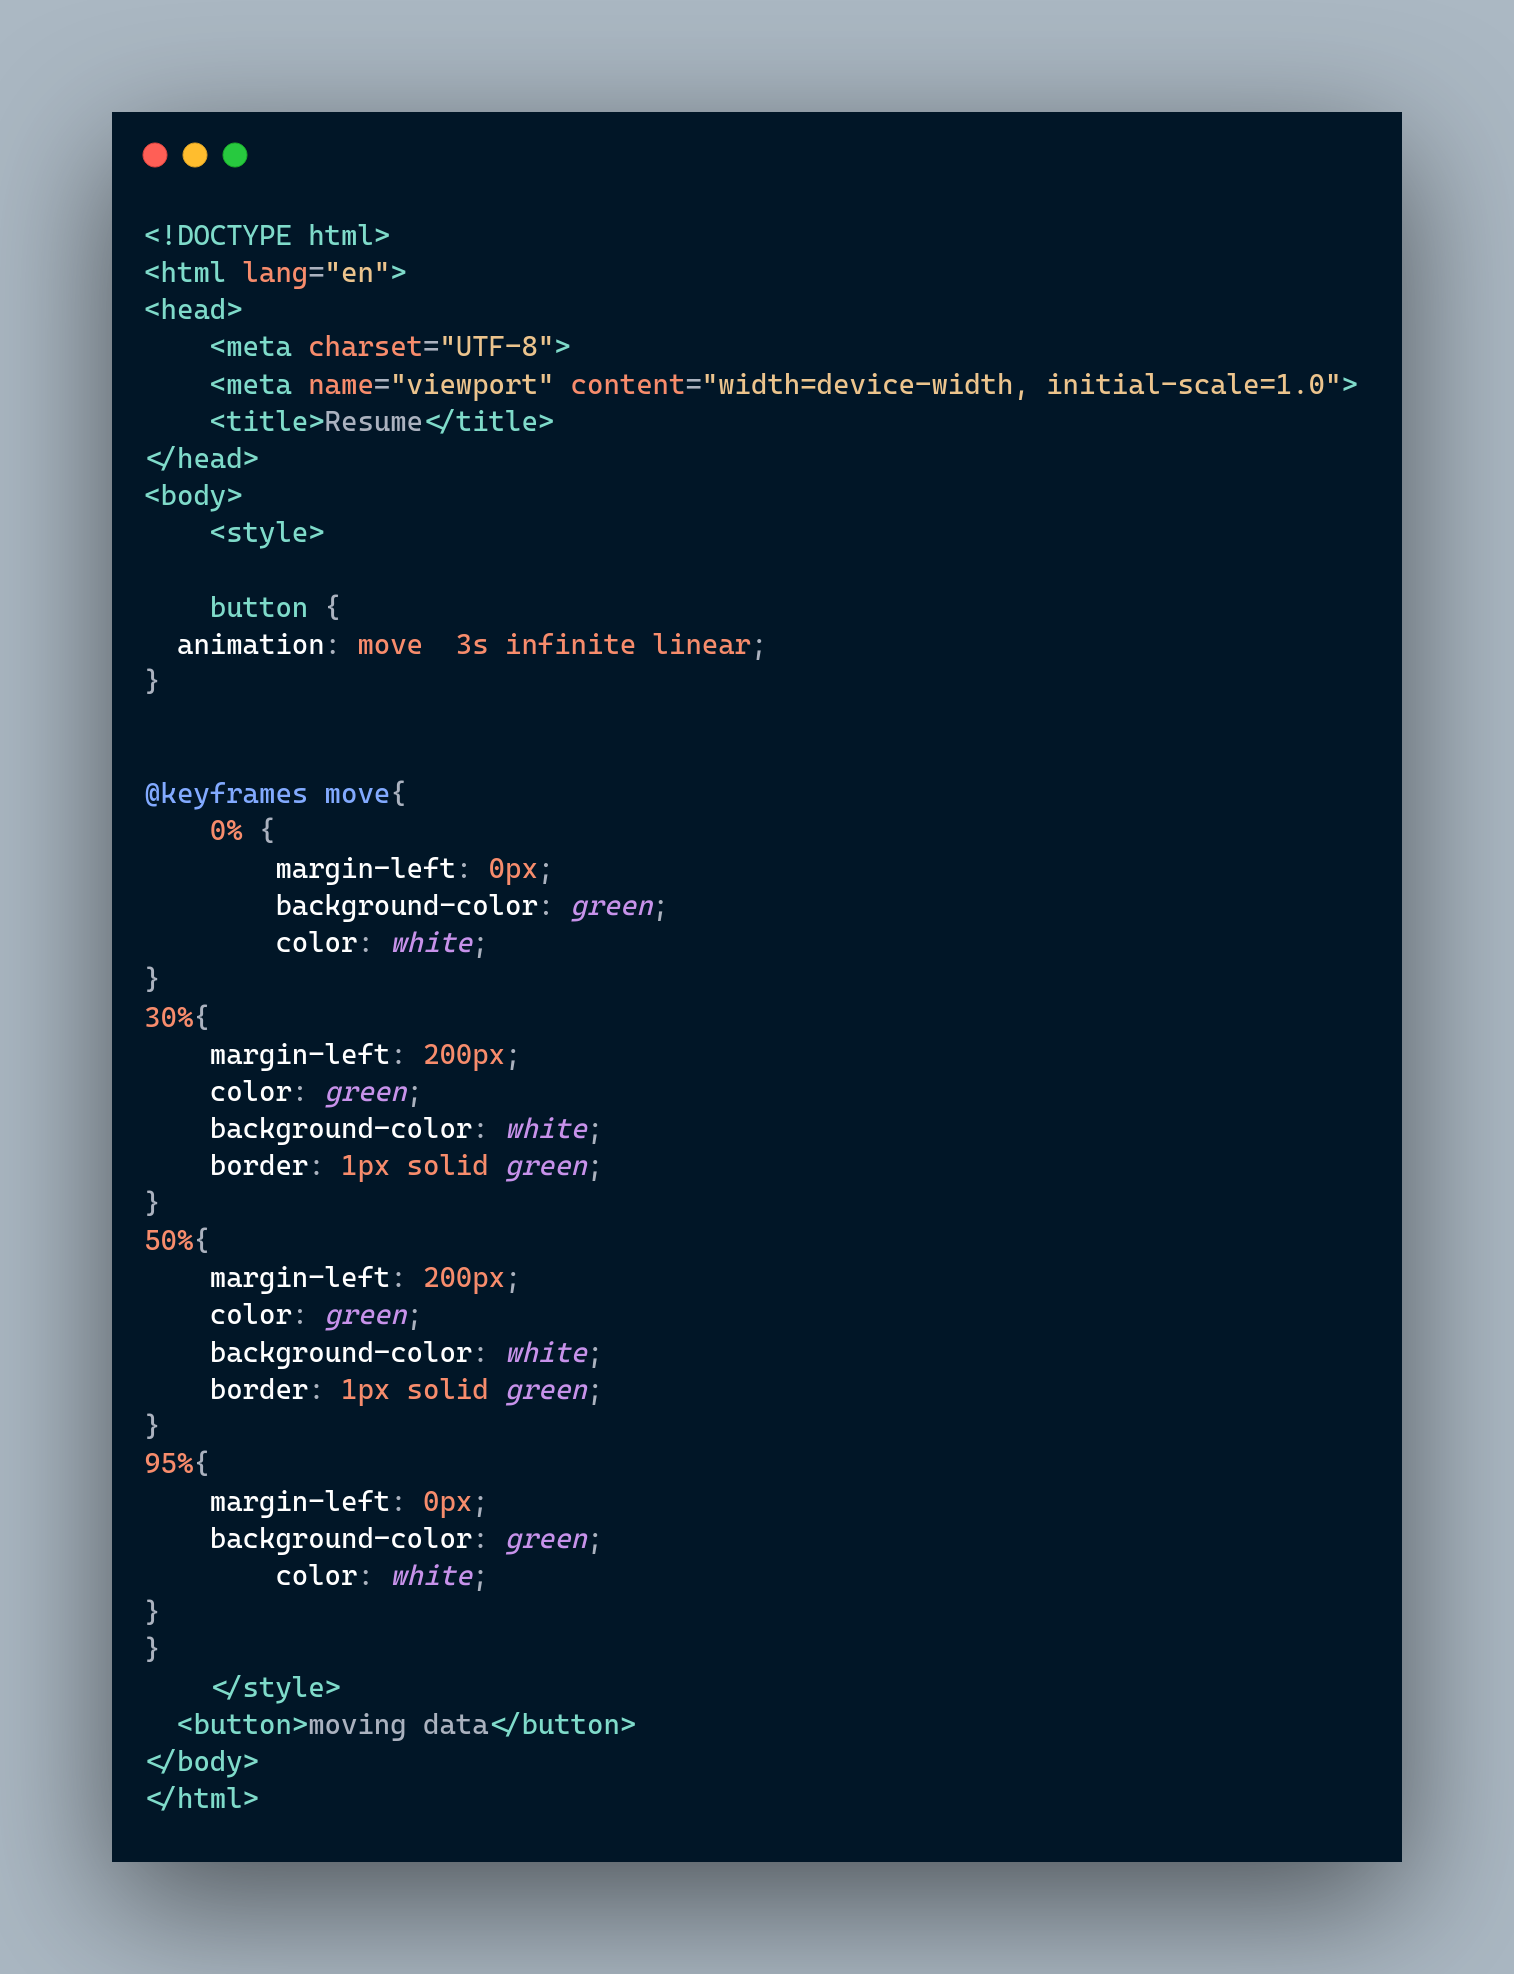 <!DOCTYPE html>
<html lang="en">
<head>
    <meta charset="UTF-8">
    <meta name="viewport" content="width=device-width, initial-scale=1.0">
    <title>Resume</title>
</head>
<body>
    <style>

    button {
  animation: move  3s infinite linear;
}


@keyframes move{
    0% {
        margin-left: 0px;
        background-color: green;
        color: white;
}
30%{
    margin-left: 200px;
    color: green;
    background-color: white;
    border: 1px solid green;
}
50%{
    margin-left: 200px;
    color: green;
    background-color: white;
    border: 1px solid green;
}
95%{
    margin-left: 0px;
    background-color: green;
        color: white;
}
}
    </style>
  <button>moving data</button>
</body>
</html>